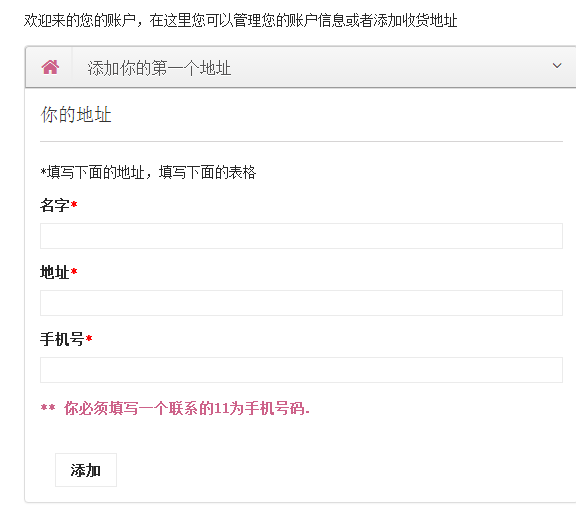 欢迎来的您的账户，在这里您可以管理您的账户信息或者添加收货地址
添加你的第一个地址
你的地址
*填写下面的地址，填写下面的表格
名字*
地址*
手机号*
** 你必须填写一个联系的11为手机号码.
添加